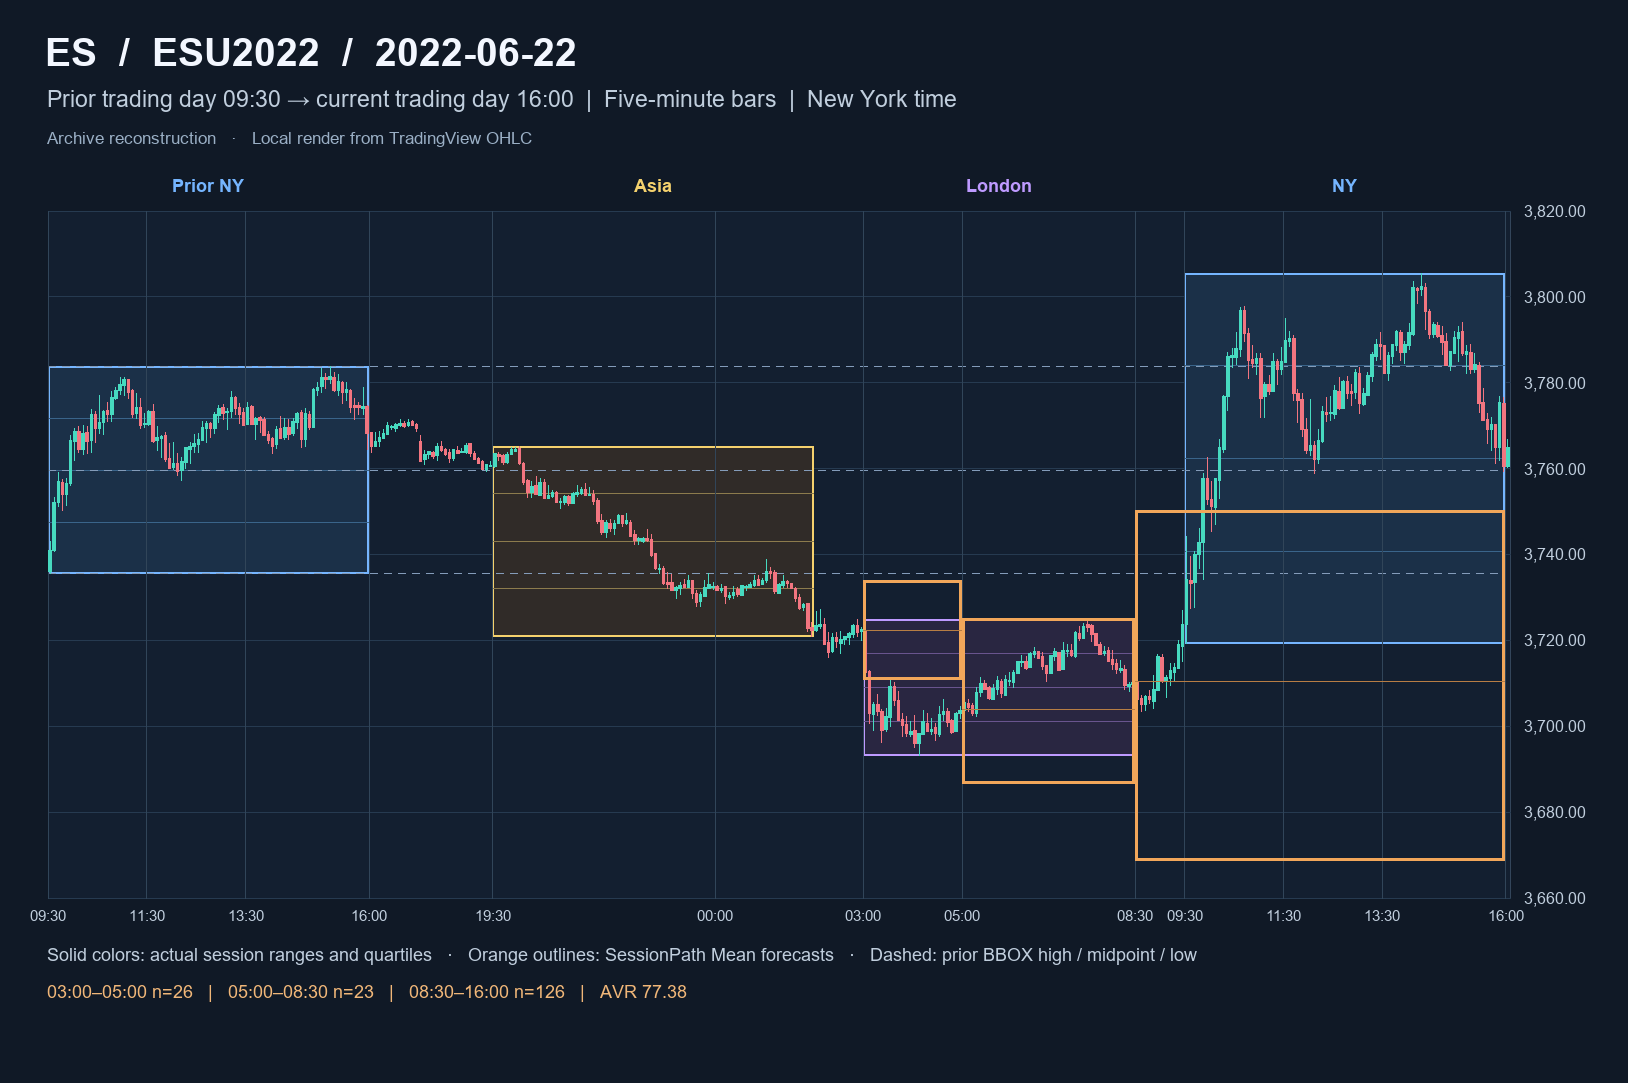 ES / ESU2022 / 2022-06-22
Prior trading day 09:30 → current trading day 16:00 | Five-minute bars | New York time
Archive reconstruction · Local render from TradingView OHLC
Prior NY Asia London NY
3,820.00
3,800.00
3,780.00
3,760.00
3,740.00
3,720.00
3,700.00
3,680.00
3,660.00
09:30 11:30 13:30 16:00 19:30 00:00 03:00 05:00 08:30 09:30 11:30 13:30 16:00
Solid colors: actual session ranges and quartiles · Orange outlines: SessionPath Mean forecasts · Dashed: prior BBOX high / midpoint / low
03:00–05:00 n=26 | 05:00–08:30 n=23 | 08:30–16:00 n=126 | AVR 77.38